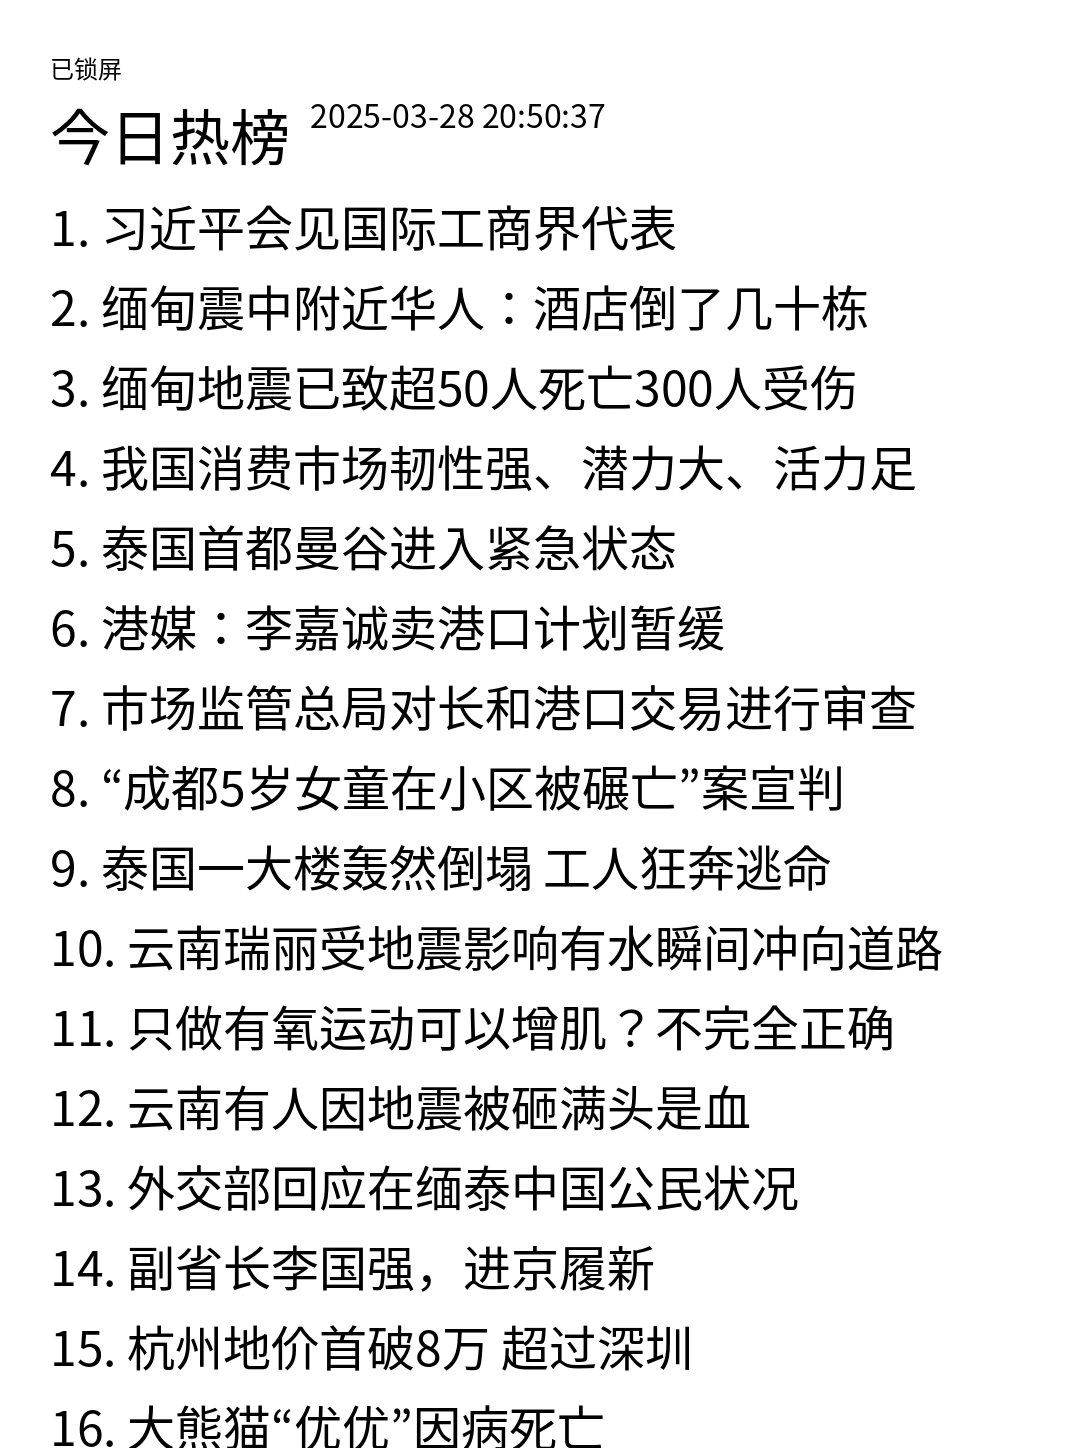 已锁屏
今日热榜 2025-03-28 20:50:37
1. 习近平会见国际工商界代表
2. 缅甸震中附近华人：酒店倒了几十栋
3. 缅甸地震已致超50人死亡300人受伤
4. 我国消费市场韧性强、潜力大、活力足
5. 泰国首都曼谷进入紧急状态
6. 港媒：李嘉诚卖港口计划暂缓
7. 市场监管总局对长和港口交易进行审查
8. “成都5岁女童在小区被碾亡”案宣判
9. 泰国一大楼轰然倒塌 工人狂奔逃命
10. 云南瑞丽受地震影响有水瞬间冲向道路
11. 只做有氧运动可以增肌？不完全正确
12. 云南有人因地震被砸满头是血
13. 外交部回应在缅泰中国公民状况
14. 副省长李国强，进京履新
15. 杭州地价首破8万 超过深圳
16. 大熊猫“优优”因病死亡